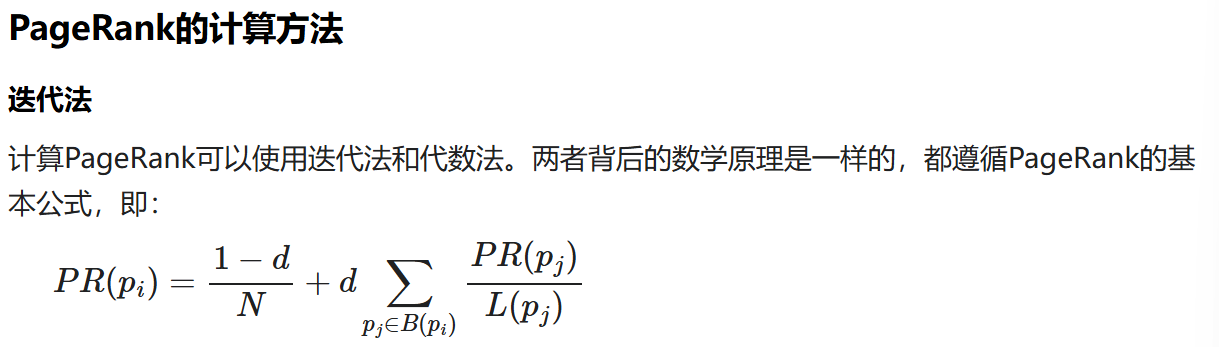 PageRank的计算方法
迭代法
计算PageRank可以使用迭代法和代数法。两者背后的数学原理是一样的，都遵循PageRank的基
本公式，即：
$PR(p_i) = \frac{1-d}{N} + d \sum_{p_j \in B(p_i)} \frac{PR(p_j)}{L(p_j)}$